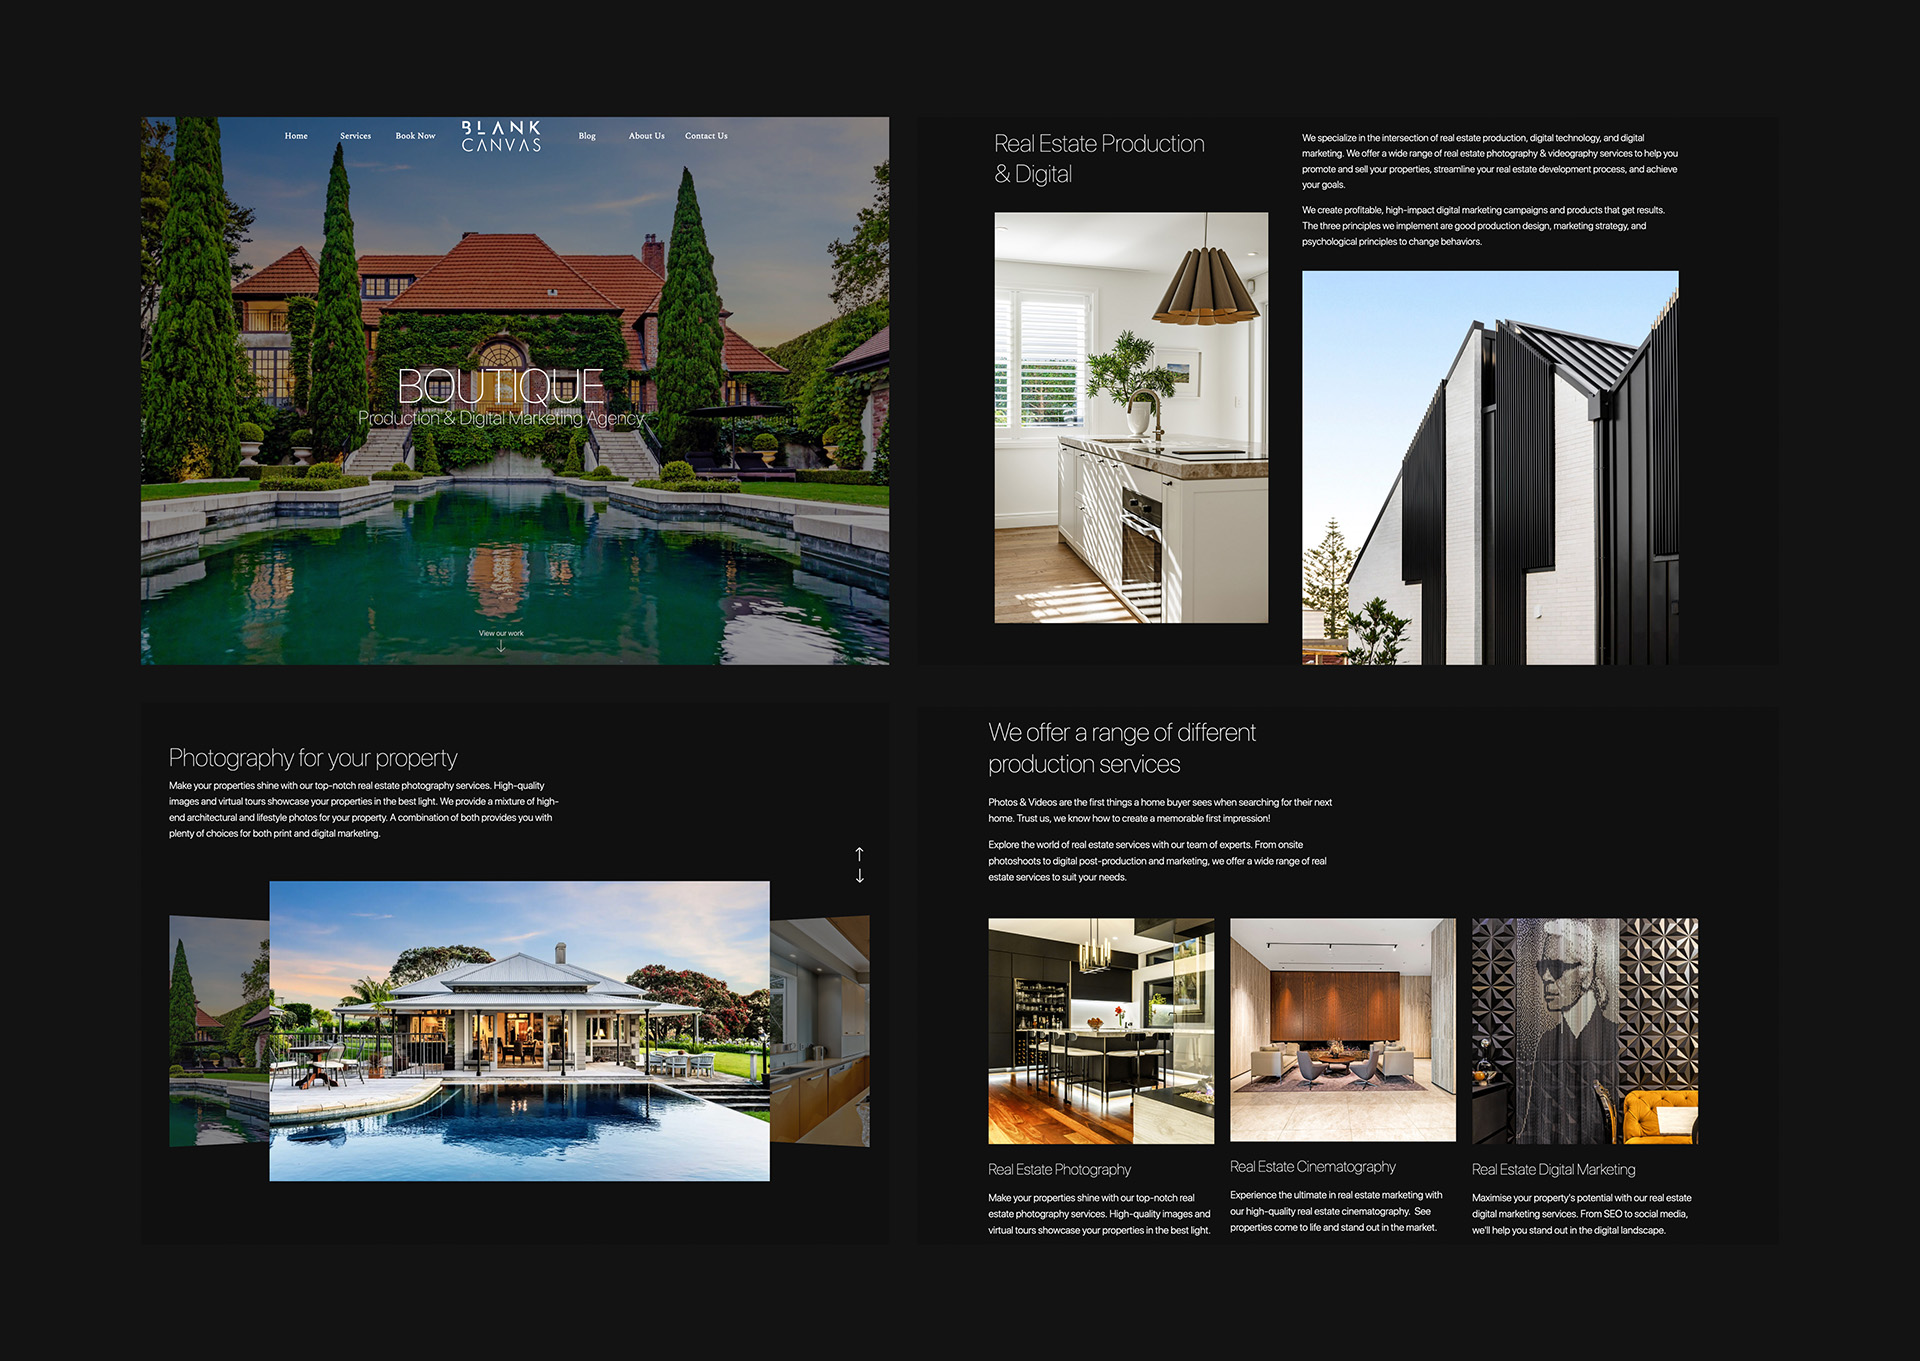 Home Services Book Now BLANK CANVAS Blog About Us Contact Us
BOUTIQUE
Production & Digital Marketing Agency
View our work
Real Estate Production
& Digital
We specialize in the intersection of real estate production, digital technology, and digital
marketing. We offer a wide range of real estate photography & videography services to help you
promote and sell your properties, streamline your real estate development process, and achieve
your goals.
We create profitable, high-impact digital marketing campaigns and products that get results.
The three principles we implement are good production design, marketing strategy, and
psychological principles to change behaviors.
Photography for your property
Make your properties shine with our top-notch real estate photography services. High-quality
images and virtual tours showcase your properties in the best light. We provide a mixture of high-
end architectural and lifestyle photos for your property. A combination of both provides you with
plenty of choices for both print and digital marketing.
We offer a range of different
production services
Photos & Videos are the first things a home buyer sees when searching for their next
home. Trust us, we know how to create a memorable first impression!
Explore the world of real estate services with our team of experts. From onsite
photoshoots to digital post-production and marketing, we offer a wide range of real
estate services to suit your needs.
Real Estate Photography
Make your properties shine with our top-notch real
estate photography services. High-quality images and
virtual tours showcase your properties in the best light.
Real Estate Cinematography
Experience the ultimate in real estate marketing with
our high-quality real estate cinematography. See
properties come to life and stand out in the market.
Real Estate Digital Marketing
Maximise your property's potential with our real estate
digital marketing services. From SEO to social media,
we'll help you stand out in the digital landscape.